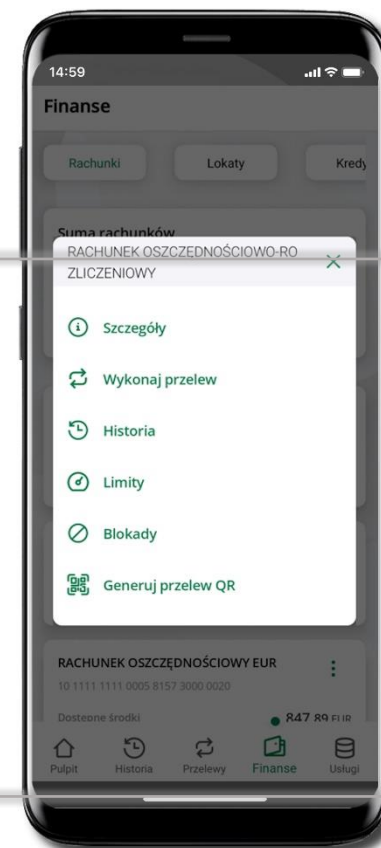 14:59
Finanse
Rachunki Lokaty Kredy
Suma rachunków
RACHUNEK OSZCZEDNOŚCIOWO-RO
ZLICZENIOWY
Szczegóły
Wykonaj przelew
Historia
Limity
Blokady
Generuj przelew QR
RACHUNEK OSZCZĘDNOŚCIOWY EUR
10 1111 1111 0005 8157 3000 0020
Dostępne środki 847,89 EUR
Pulpit Historia Przelewy Finanse Usługi